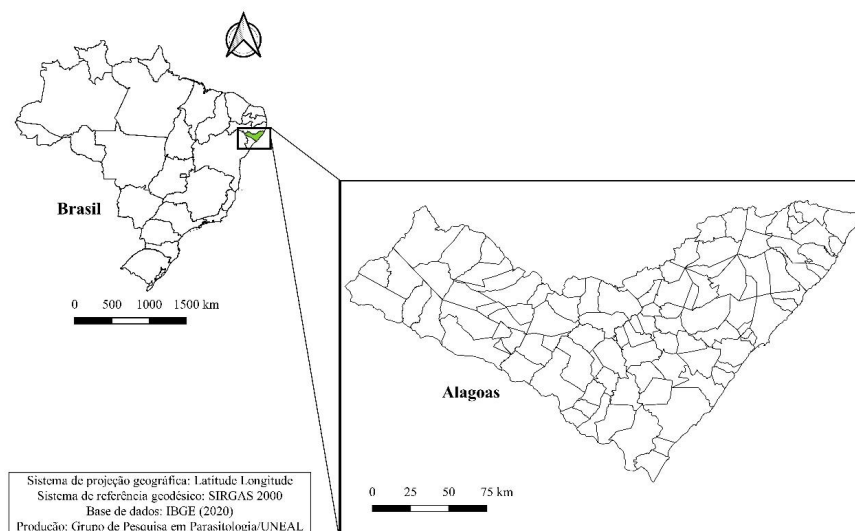 Brasil
0 500 1000 1500 km
Alagoas
0 25 50 75 km
Sistema de projeção geográfica: Latitude Longitude
Sistema de referência geodésico: SIRGAS 2000
Base de dados: IBGE (2020)
Produção: Grupo de Pesquisa em Parasitologia/UNEAL